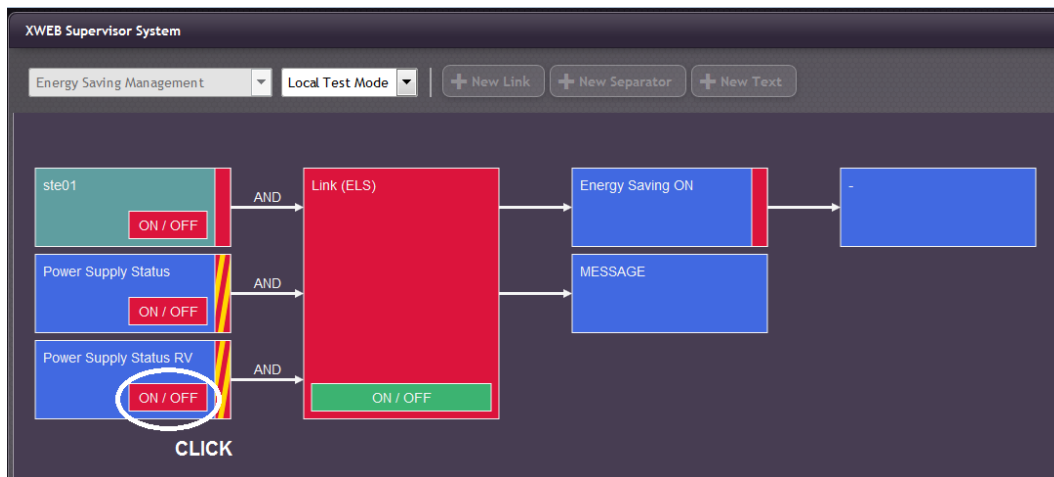 XWEB Supervisor System
Energy Saving Management
Local Test Mode
+ New Link
+ New Separator
+ New Text
ste01
ON / OFF
AND
Link (ELS)
Energy Saving ON
-
Power Supply Status
ON / OFF
AND
MESSAGE
Power Supply Status RV
ON / OFF
AND
ON / OFF
CLICK